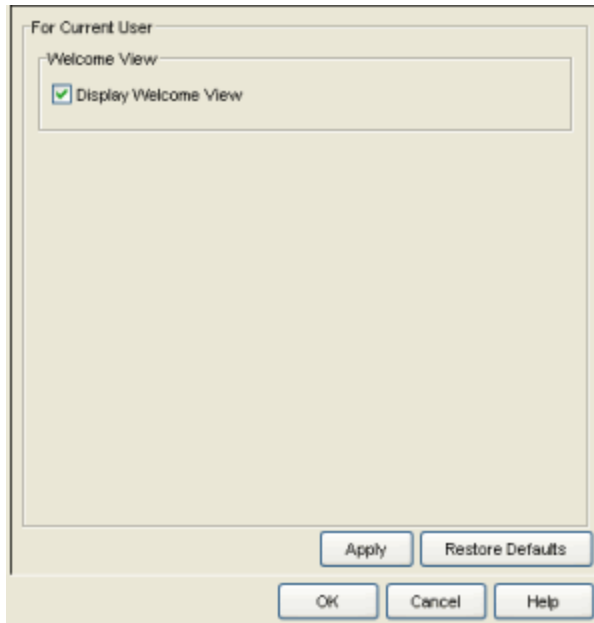 For Current User
Welcome View
Display Welcome View
Apply Restore Defaults
OK Cancel Help